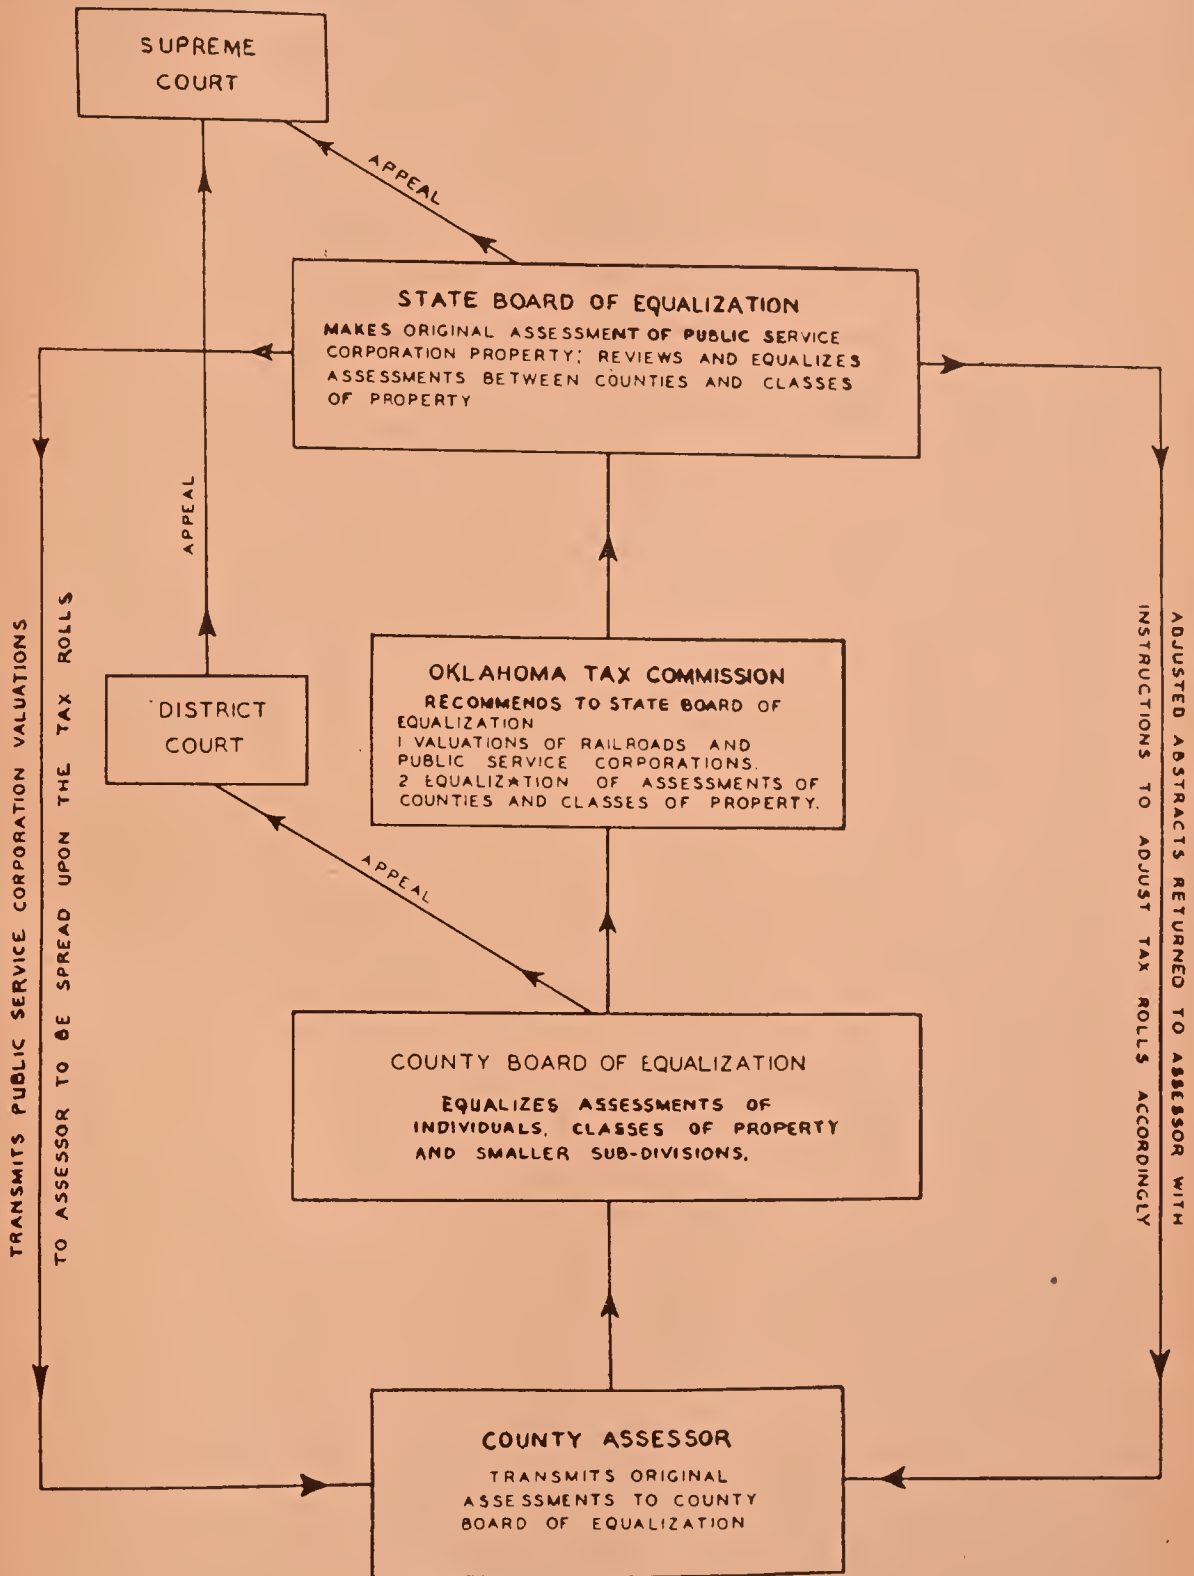 SUPREME
COURT
APPEAL
STATE BOARD OF EQUALIZATION
MAKES ORIGINAL ASSESSMENT OF PUBLIC SERVICE
CORPORATION PROPERTY; REVIEWS AND EQUALIZES
ASSESSMENTS BETWEEN COUNTIES AND CLASSES
OF PROPERTY
APPEAL
TRANSMITS PUBLIC SERVICE CORPORATION VALUATIONS
TO ASSESSOR TO BE SPREAD UPON THE TAX ROLLS
ADJUSTED ABSTRACTS RETURNED TO ASSESSOR WITH
INSTRUCTIONS TO ADJUST TAX ROLLS ACCORDINGLY
OKLAHOMA TAX COMMISSION
RECOMMENDS TO STATE BOARD OF
EQUALIZATION
1 VALUATIONS OF RAILROADS AND
PUBLIC SERVICE CORPORATIONS.
2 EQUALIZATION OF ASSESSMENTS OF
COUNTIES AND CLASSES OF PROPERTY.
DISTRICT
COURT
APPEAL
COUNTY BOARD OF EQUALIZATION
EQUALIZES ASSESSMENTS OF
INDIVIDUALS, CLASSES OF PROPERTY
AND SMALLER SUB-DIVISIONS.
COUNTY ASSESSOR
TRANSMITS ORIGINAL
ASSESSMENTS TO COUNTY
BOARD OF EQUALIZATION